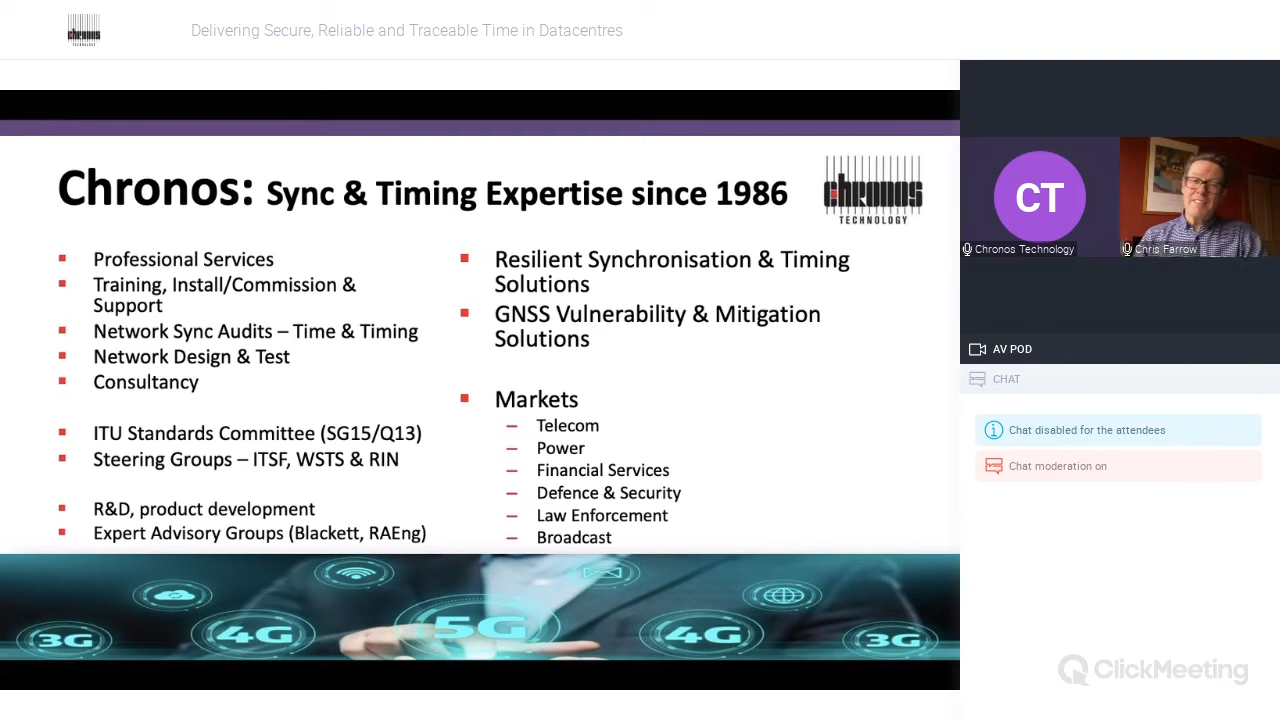 chronos
TECHNOLOGY
Delivering Secure, Reliable and Traceable Time in Datacentres
Chronos: Sync & Timing Expertise since 1986
chronos
TECHNOLOGY
Professional Services
Training, Install/Commission &
Support
Network Sync Audits – Time & Timing
Network Design & Test
Consultancy
ITU Standards Committee (SG15/Q13)
Steering Groups – ITSF, WSTS & RIN
R&D, product development
Expert Advisory Groups (Blackett, RAEng)
Resilient Synchronisation & Timing
Solutions
GNSS Vulnerability & Mitigation
Solutions
Markets
– Telecom
– Power
– Financial Services
– Defence & Security
– Law Enforcement
– Broadcast
3G
4G
5G
4G
3G
CT
Chronos Technology
Chris Farrow
AV POD
CHAT
Chat disabled for the attendees
Chat moderation on
ClickMeeting